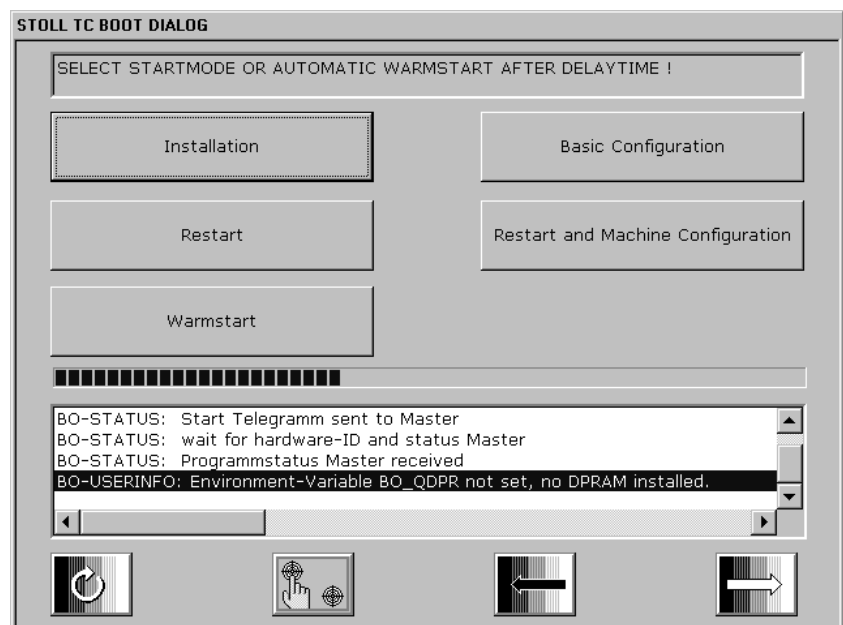 STOLL TC BOOT DIALOG
SELECT STARTMODE OR AUTOMATIC WARMSTART AFTER DELAYTIME !
Installation
Basic Configuration
Restart
Restart and Machine Configuration
Warmstart
BO-STATUS: Start Telegramm sent to Master
BO-STATUS: wait for hardware-ID and status Master
BO-STATUS: Programmstatus Master received
BO-USERINFO: Environment-Variable BO_QDPR not set, no DPRAM installed.